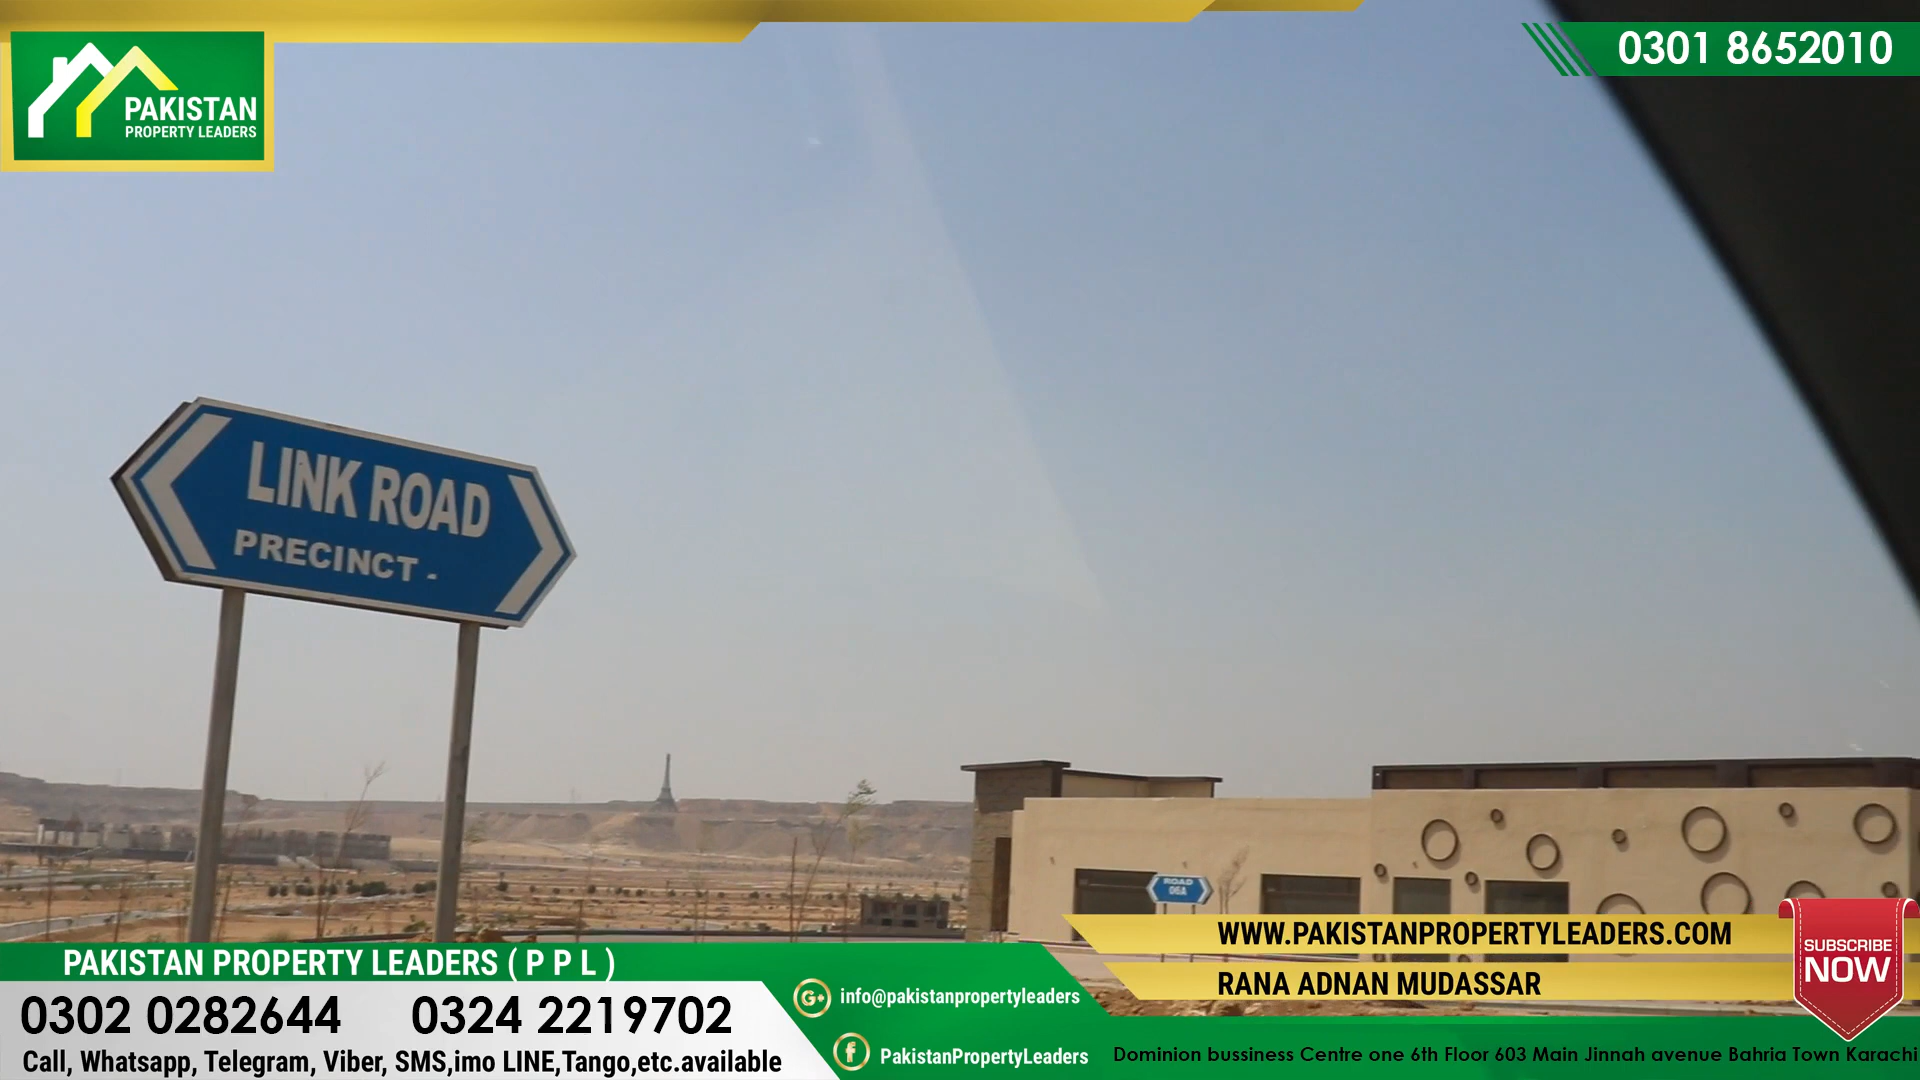 PAKISTAN
PROPERTY LEADERS
0301 8652010
LINK ROAD
PRECINCT -
ROAD
06A
WWW.PAKISTANPROPERTYLEADERS.COM
RANA ADNAN MUDASSAR
SUBSCRIBE
NOW
PAKISTAN PROPERTY LEADERS ( P P L )
0302 0282644 0324 2219702
Call, Whatsapp, Telegram, Viber, SMS,imo LINE,Tango,etc.available
G+ info@pakistanpropertyleaders
f PakistanPropertyLeaders
Dominion bussiness Centre one 6th Floor 603 Main Jinnah avenue Bahria Town Karachi